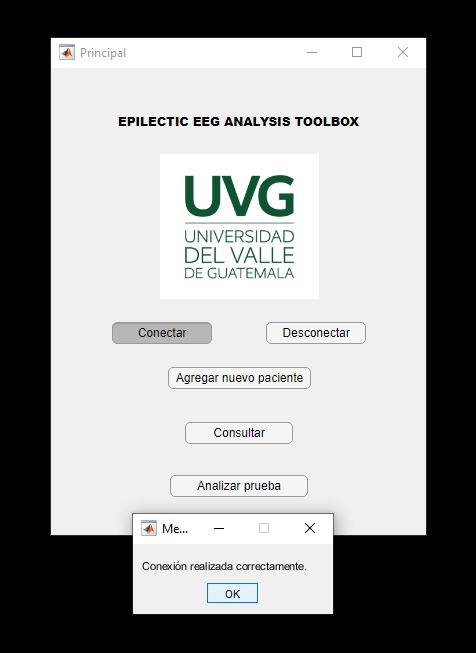 Principal
EPILECTIC EEG ANALYSIS TOOLBOX
UVG
UNIVERSIDAD
DEL VALLE
DE GUATEMALA
Conectar
Desconectar
Agregar nuevo paciente
Consultar
Analizar prueba
Me...
Conexión realizada correctamente.
OK